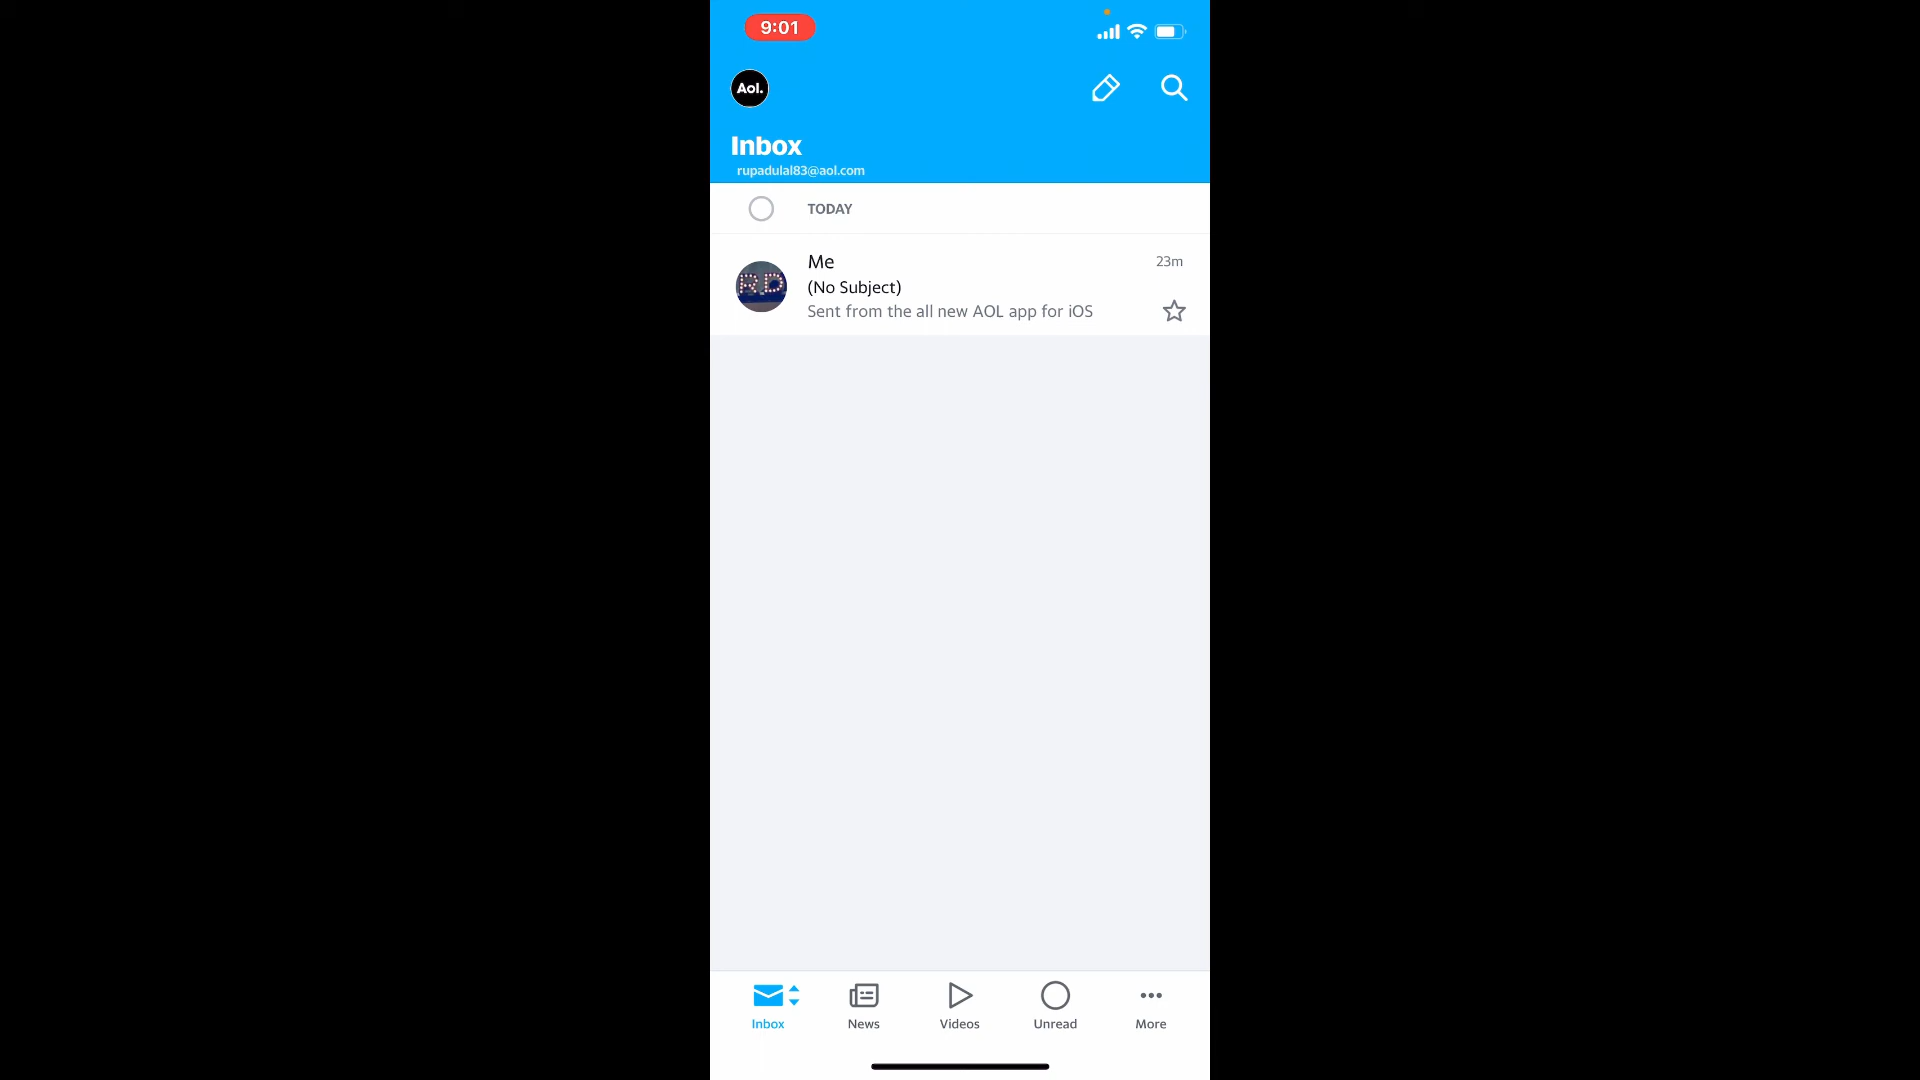 9:01
Aol.
Inbox
rupadulal83@aol.com
TODAY
Me
23m
RD
(No Subject)
Sent from the all new AOL app for iOS
Inbox
News
Videos
Unread
More